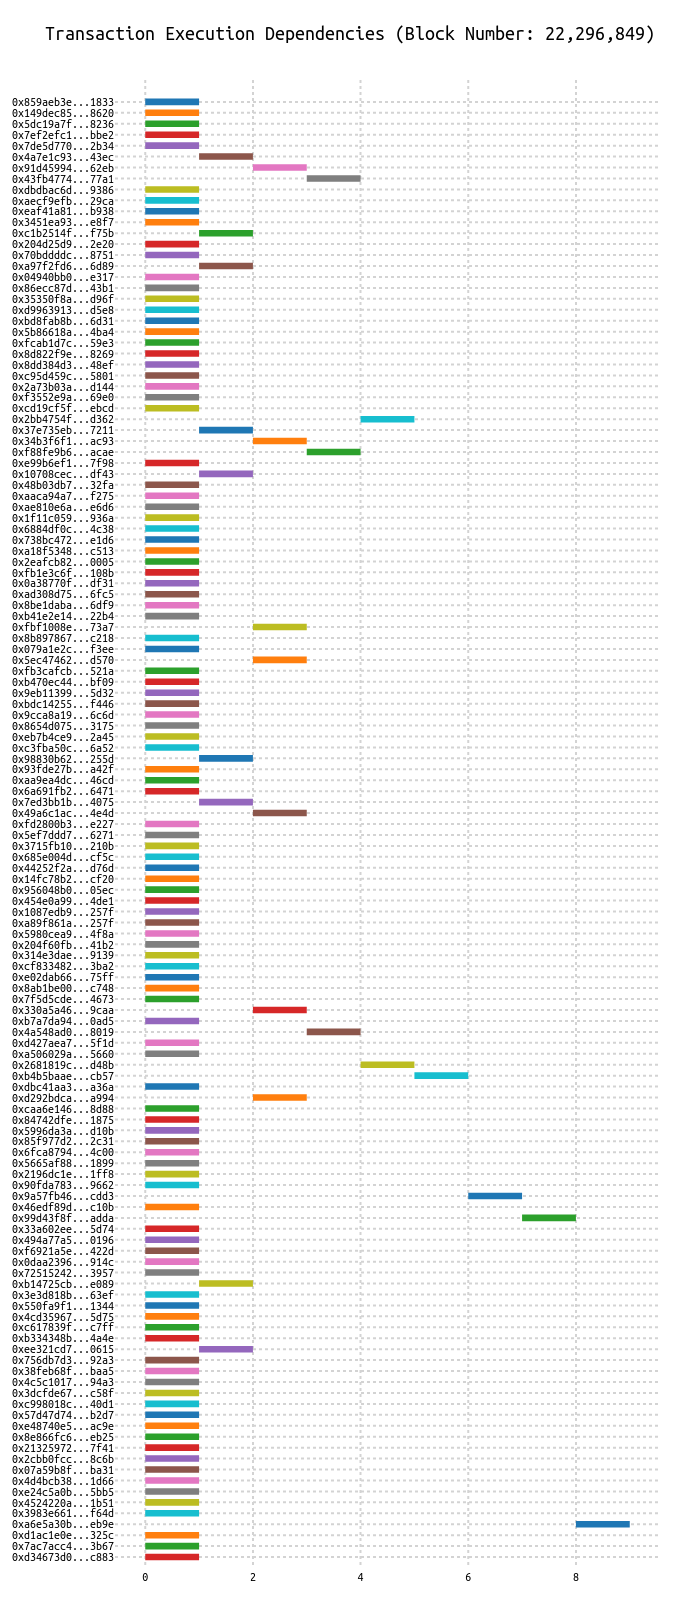 Transaction Execution Dependencies (Block Number: 22,296,849)
0x859aeb3e...1833
0x149dec85...8620
0x5dc19a7f...8236
0x7ef2efc1...bbe2
0x7de5d770...2b34
0x4a7e1c93...43ec
0x91d45994...62eb
0x43fb4774...77a1
0xdbdbac6d...9386
0xaecf9efb...29ca
0xeaf41a81...b938
0x3451ea93...e8f7
0xc1b2514f...f75b
0x204d25d9...2e20
0x70bddddc...8751
0xa97f2fd6...6d89
0x04940bb0...e317
0x86ecc87d...43b1
0x35350f8a...d96f
0xd9963913...d5e8
0xbd8fab8b...6d31
0x5b86618a...4ba4
0xfcab1d7c...59e3
0x8d822f9e...8269
0x8dd384d3...48ef
0xc95d459c...5801
0x2a73b03a...d144
0xf3552e9a...69e0
0xcd19cf5f...ebcd
0x2bb4754f...d362
0x37e735eb...7211
0x34b3f6f1...ac93
0xf88fe9b6...acae
0xe99b6ef1...7f98
0x10708cec...df43
0x48b03db7...32fa
0xaaca94a7...f275
0xae810e6a...e6d6
0x1f11c059...936a
0x6884df0c...4c38
0x738bc472...e1d6
0xa18f5348...c513
0x2eafcb82...0005
0xfb1e3c6f...108b
0x0a38770f...df31
0xad308d75...6fc5
0x8be1daba...6df9
0xb41e2e14...22b4
0xfbf1008e...73a7
0x8b897867...c218
0x079a1e2c...f3ee
0x5ec47462...d570
0xfb3cafcb...521a
0xb470ec44...bf09
0x9eb11399...5d32
0xbdc14255...f446
0x9cca8a19...6c6d
0x8654d075...3175
0xeb7b4ce9...2a45
0xc3fba50c...6a52
0x98830b62...255d
0x93fde27b...a42f
0xaa9ea4dc...46cd
0x6a691fb2...6471
0x7ed3bb1b...4075
0x49a6c1ac...4e4d
0xfd2800b3...e227
0x5ef7ddd7...6271
0x3715fb10...210b
0x685e004d...cf5c
0x44252f2a...d76d
0x14fc78b2...cf20
0x956048b0...05ec
0x454e0a99...4de1
0x1087edb9...257f
0xa89f861a...257f
0x5980cea9...4f8a
0x204f60fb...41b2
0x314e3dae...9139
0xcf833482...3ba2
0xe02dab66...75ff
0x8ab1be00...c748
0x7f5d5cde...4673
0x330a5a46...9caa
0xb7a7da94...0ad5
0x4a548ad0...8019
0xd427aea7...5f1d
0xa506029a...5660
0x2681819c...d48b
0xb4b5baae...cb57
0xdbc41aa3...a36a
0xd292bdca...a994
0xcaa6e146...8d88
0x84742dfe...1875
0x5996da3a...d10b
0x85f977d2...2c31
0x6fca8794...4c00
0x5665af88...1899
0x2196dc1e...1ff8
0x90fda783...9662
0x9a57fb46...cdd3
0x46edf89d...c10b
0x99d43f8f...adda
0x33a602ee...5d74
0x494a77a5...0196
0xf6921a5e...422d
0x0daa2396...914c
0x72515242...3957
0xb14725cb...e089
0x3e3d818b...63ef
0x550fa9f1...1344
0x4cd35967...5d75
0xc617839f...c7ff
0xb334348b...4a4e
0xee321cd7...0615
0x756db7d3...92a3
0x38feb68f...baa5
0x4c5c1017...94a3
0x3dcfde67...c58f
0xc998018c...40d1
0x57d47d74...b2d7
0xe48740e5...ac9e
0x8e866fc6...eb25
0x21325972...7f41
0x2cbb0fcc...8c6b
0x07a59b8f...ba31
0x4d4bcb38...1d66
0xe24c5a0b...5bb5
0x4524220a...1b51
0x3983e661...f64d
0xa6e5a30b...eb9e
0xd1ac1e0e...325c
0x7ac7acc4...3b67
0xd34673d0...c883
0 2 4 6 8